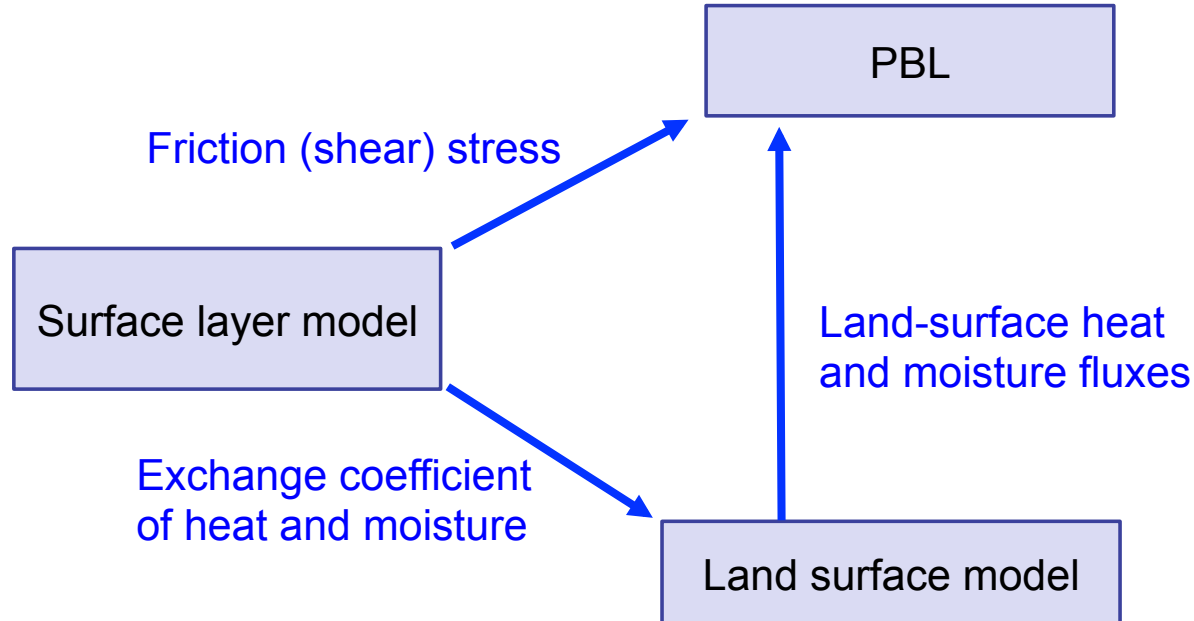 PBL
Friction (shear) stress
Surface layer model
Land-surface heat
and moisture fluxes
Exchange coefficient
of heat and moisture
Land surface model